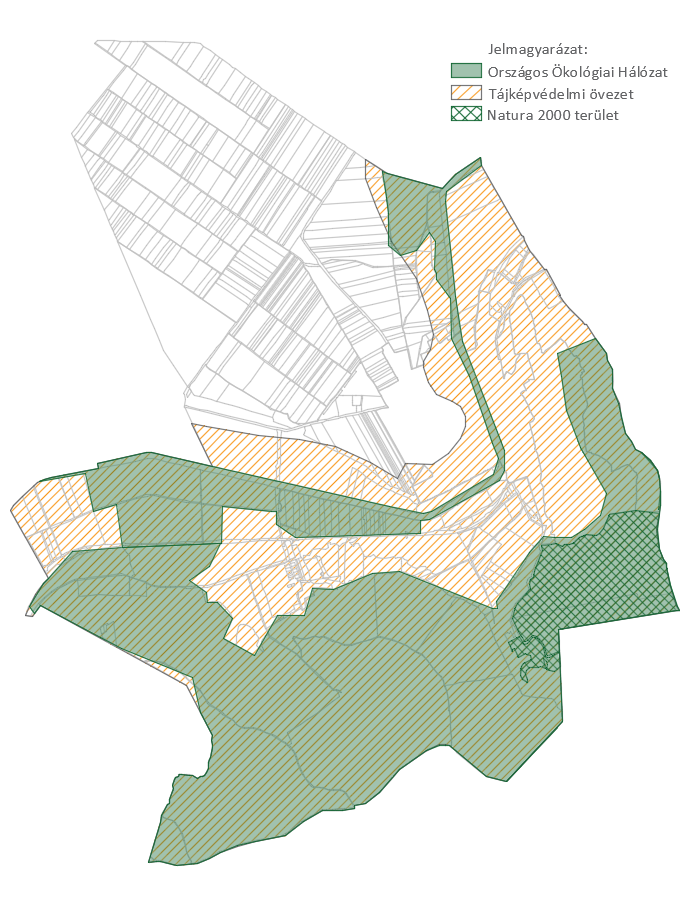 Jelmagyarázat:
Országos Ökológiai Hálózat
Tájképvédelmi övezet
Natura 2000 terület